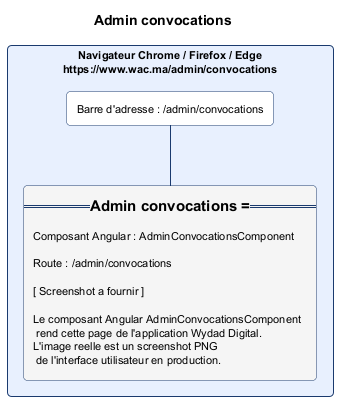 Admin convocations
Navigateur Chrome / Firefox / Edge
https://www.wac.ma/admin/convocations
Barre d'adresse : /admin/convocations
Admin convocations =
Composant Angular : AdminConvocationsComponent
Route : /admin/convocations
[ Screenshot a fournir ]
Le composant Angular AdminConvocationsComponent
rend cette page de l'application Wydad Digital.
L'image reelle est un screenshot PNG
de l'interface utilisateur en production.